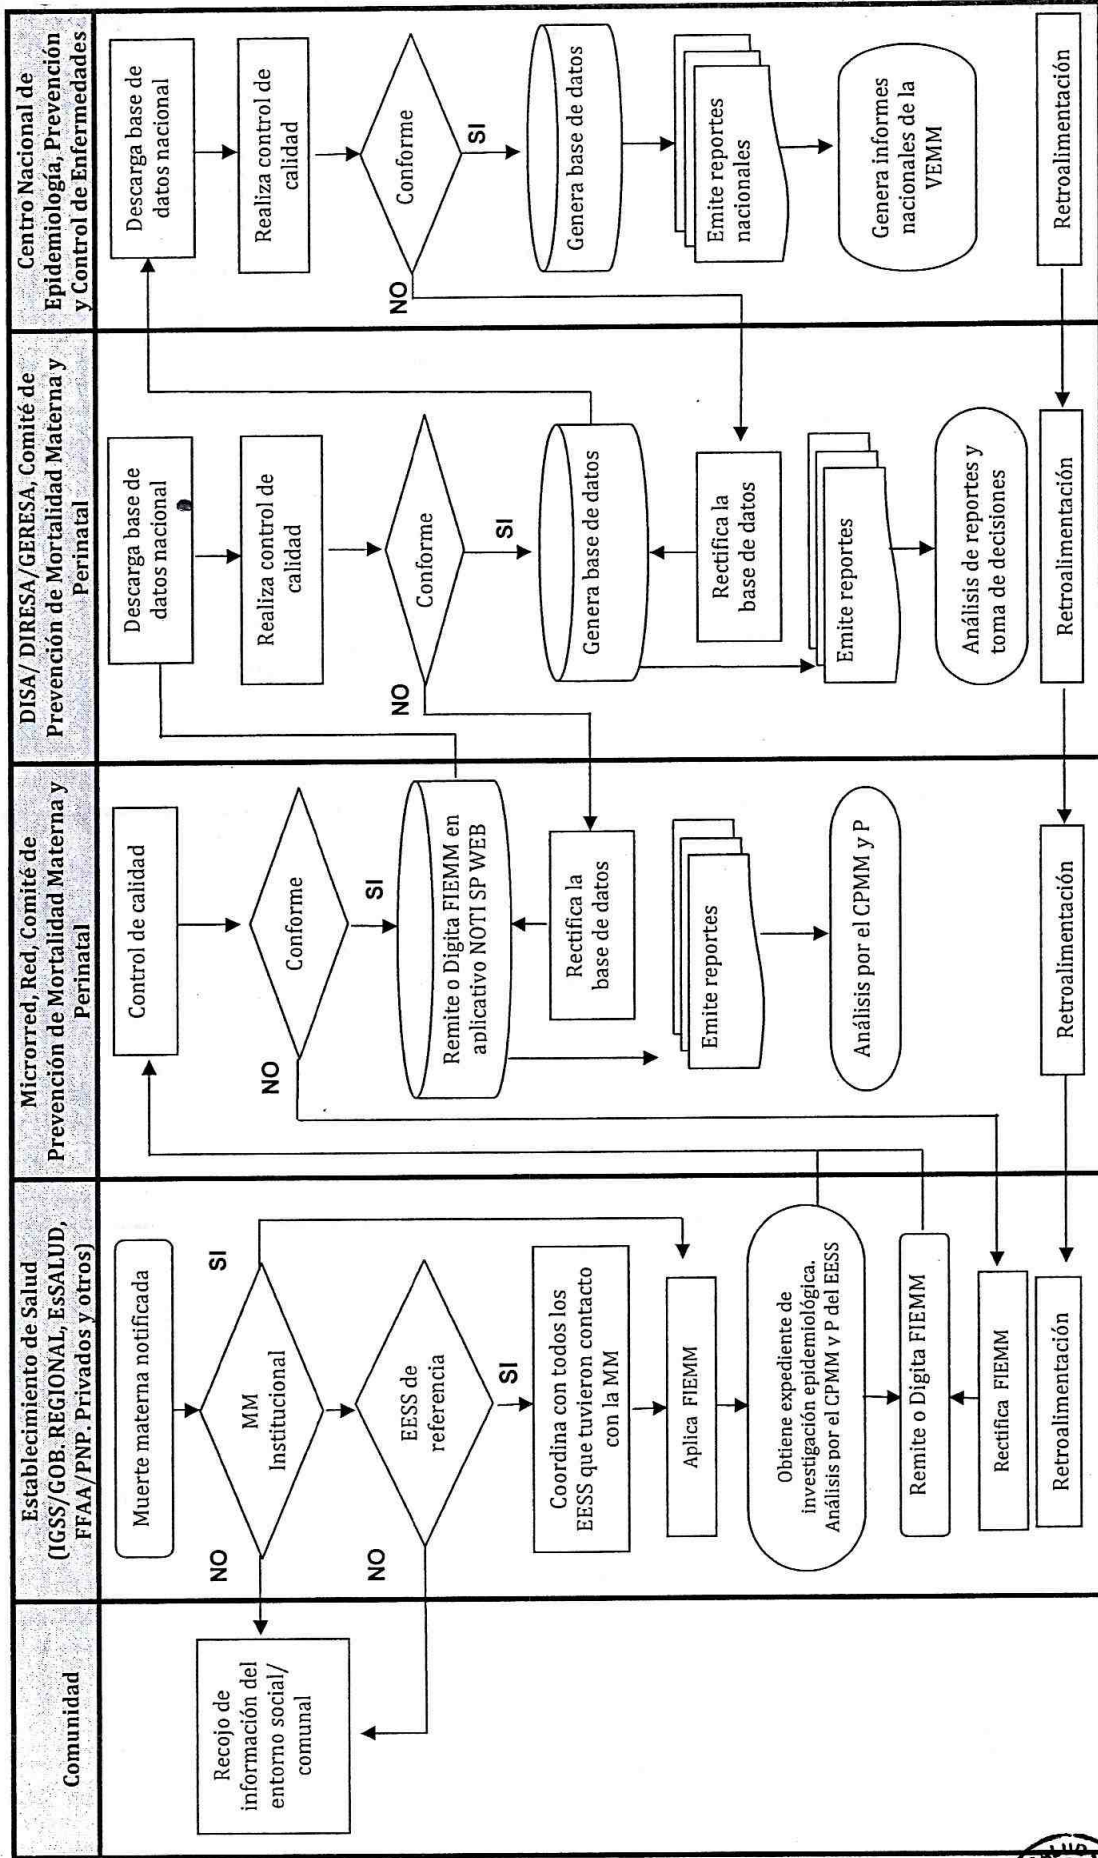 Comunidad
Recojo de
información del
entorno social/
comunal
Establecimiento de Salud
(IGSS/GOB. REGIONAL, EsSALUD,
FFAA/PNP. Privados y otros)
Muerte materna notificada
MM
Institucional
SI
NO
EESS de
referencia
NO
SI
Coordina con todos los
EESS que tuvieron contacto
con la MM
Aplica FIEMM
Obtiene expediente de
investigación epidemiológica.
Análisis por el CPMM y P del EESS
Remite o Digita FIEMM
Rectifica FIEMM
Retroalimentación
Microrred, Red, Comité de
Prevención de Mortalidad Materna y
Perinatal
Control de calidad
Conforme
NO
SI
Remite o Digita FIEMM en
aplicativo NOTI SP WEB
Rectifica la
base de datos
Emite reportes
Análisis por el CPMM y P
Retroalimentación
DISA/ DIRESA/GERESA, Comité de
Prevención de Mortalidad Materna y
Perinatal
Descarga base de
datos nacional
Realiza control de
calidad
Conforme
NO
SI
Genera base de datos
Rectifica la
base de datos
Emite reportes
Análisis de reportes y
toma de decisiones
Retroalimentación
Centro Nacional de
Epidemiología, Prevención
y Control de Enfermedades
Descarga base de
datos nacional
Realiza control de
calidad
Conforme
NO
SI
Genera base de datos
Emite reportes
nacionales
Genera informes
nacionales de la
VEMM
Retroalimentación